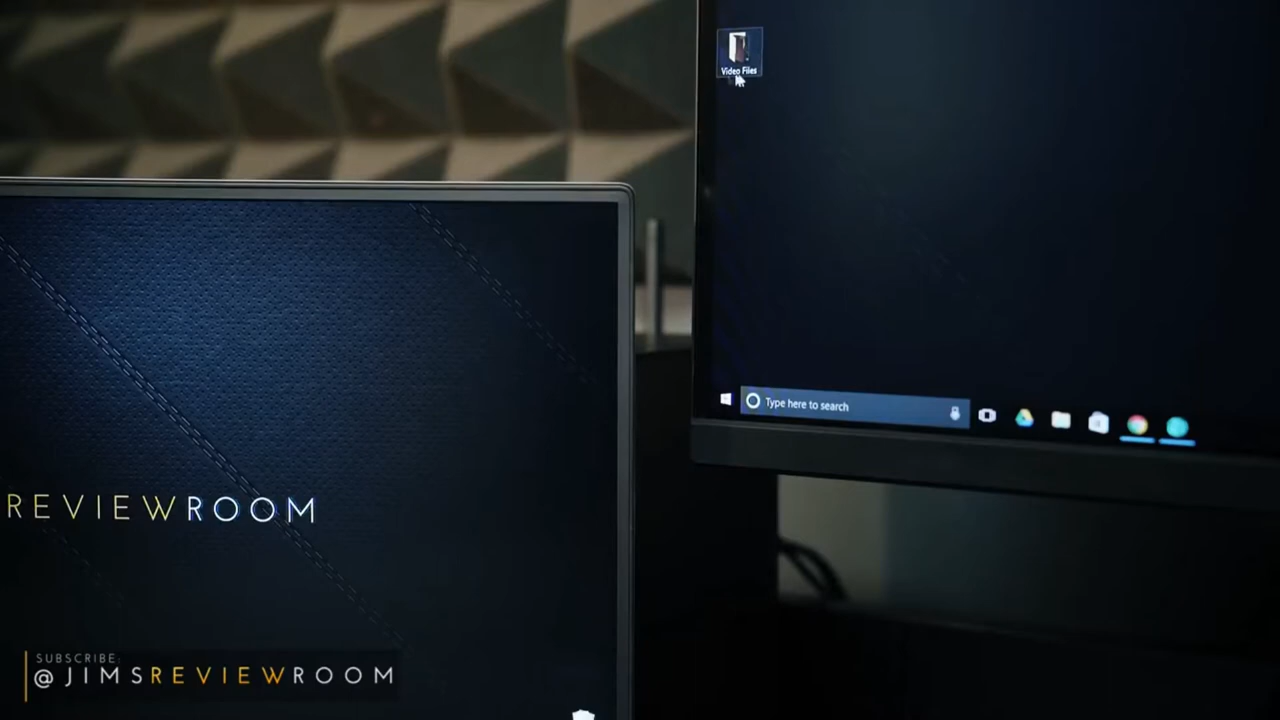 Video Files
Type here to search
REVIEWROOM
SUBSCRIBE:
@JIMSREVIEWROOM